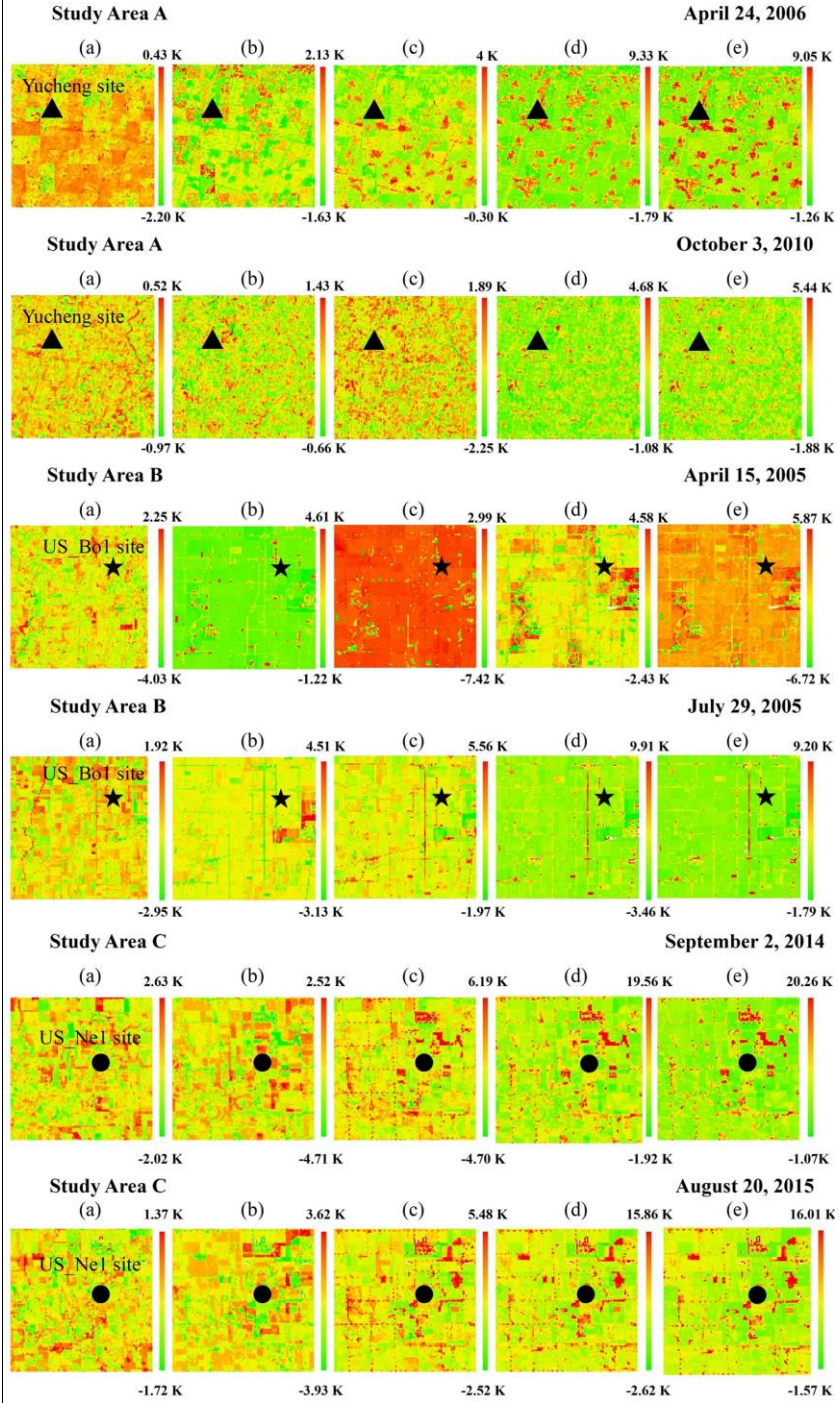 Study Area A April 24, 2006
(a) (b) (c) (d) (e)
0.43 K 2.13 K 4 K 9.33 K 9.05 K
Yucheng site
-2.20 K -1.63 K -0.30 K -1.79 K -1.26 K
Study Area A October 3, 2010
(a) (b) (c) (d) (e)
0.52 K 1.43 K 1.89 K 4.68 K 5.44 K
Yucheng site
-0.97 K -0.66 K -2.25 K -1.08 K -1.88 K
Study Area B April 15, 2005
(a) (b) (c) (d) (e)
2.25 K 4.61 K 2.99 K 4.58 K 5.87 K
US_Bo1 site
-4.03 K -1.22 K -7.42 K -2.43 K -6.72 K
Study Area B July 29, 2005
(a) (b) (c) (d) (e)
1.92 K 4.51 K 5.56 K 9.91 K 9.20 K
US_Bo1 site
-2.95 K -3.13 K -1.97 K -3.46 K -1.79 K
Study Area C September 2, 2014
(a) (b) (c) (d) (e)
2.63 K 2.52 K 6.19 K 19.56 K 20.26 K
US_Ne1 site
-2.02 K -4.71 K -4.70 K -1.92 K -1.07K
Study Area C August 20, 2015
(a) (b) (c) (d) (e)
1.37 K 3.62 K 5.48 K 15.86 K 16.01 K
US_Ne1 site
-1.72 K -3.93 K -2.52 K -2.62 K -1.57 K